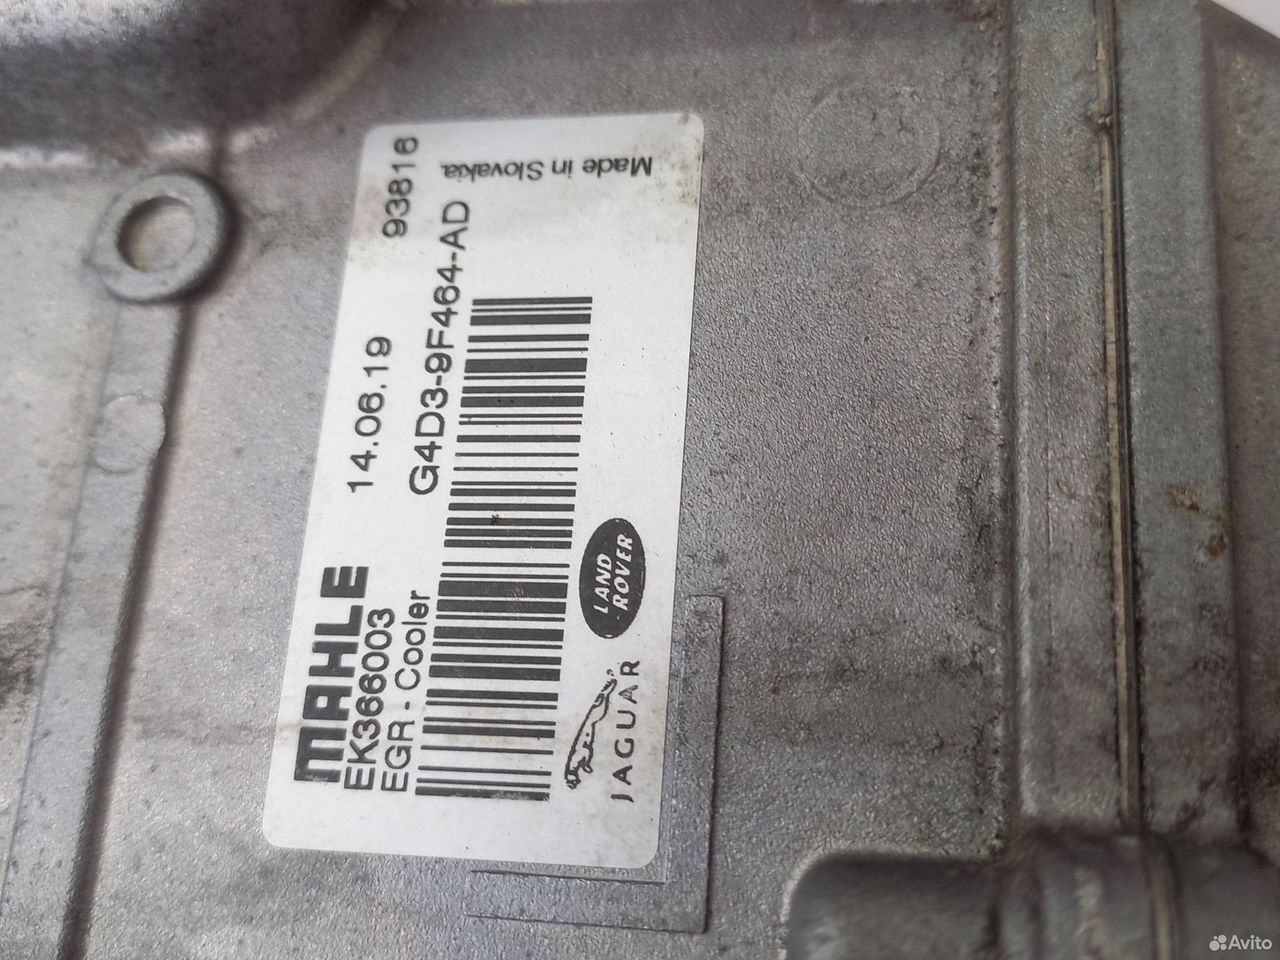 MAHLE 14.06.19 93816
EK366003
EGR - Cooler G4D3-9F464-AD
JAGUAR
LAND
ROVER
Made in Slovakia
Avito